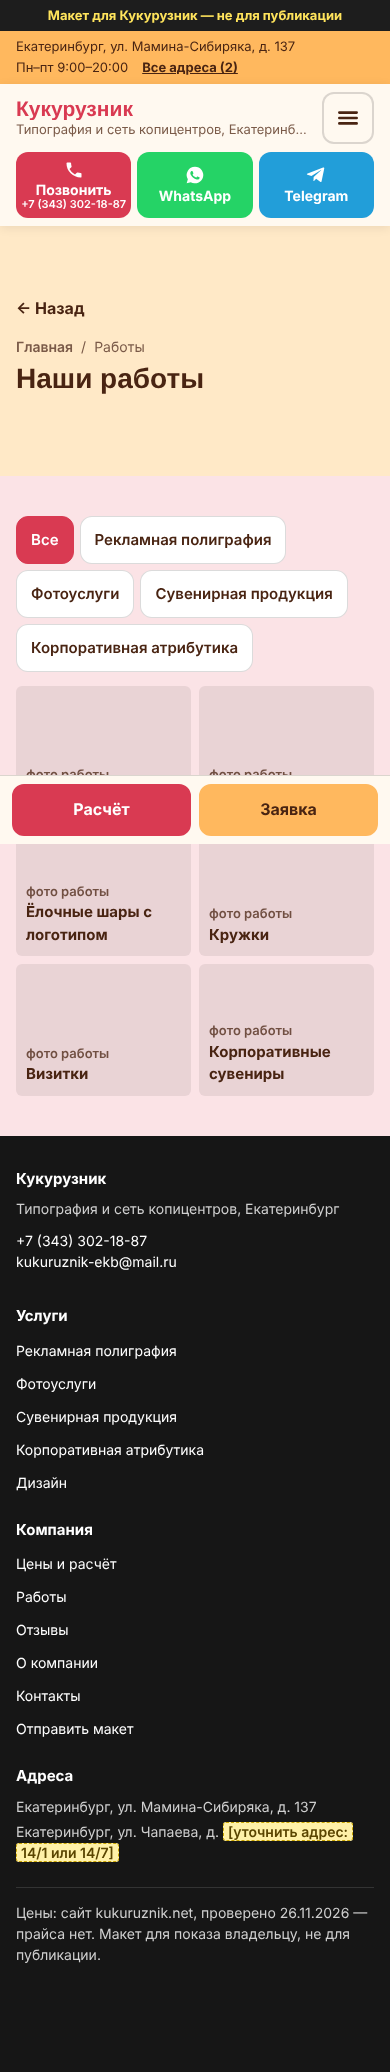 Макет для Кукурузник — не для публикации
Екатеринбург, ул. Мамина-Сибиряка, д. 137
Пн–пт 9:00–20:00 Все адреса (2)
Кукурузник
Типография и сеть копицентров, Екатеринб...
Позвонить
+7 (343) 302-18-87
WhatsApp
Telegram
← Назад
Главная / Работы
Наши работы
Все
Рекламная полиграфия
Фотоуслуги
Сувенирная продукция
Корпоративная атрибутика
фото работы
фото работы
Расчёт
Заявка
фото работы
Ёлочные шары с
логотипом
фото работы
Кружки
фото работы
Визитки
фото работы
Корпоративные
сувениры
Кукурузник
Типография и сеть копицентров, Екатеринбург
+7 (343) 302-18-87
kukuruznik-ekb@mail.ru
Услуги
Рекламная полиграфия
Фотоуслуги
Сувенирная продукция
Корпоративная атрибутика
Дизайн
Компания
Цены и расчёт
Работы
Отзывы
О компании
Контакты
Отправить макет
Адреса
Екатеринбург, ул. Мамина-Сибиряка, д. 137
Екатеринбург, ул. Чапаева, д. [уточнить адрес:
14/1 или 14/7]
Цены: сайт kukuruznik.net, проверено 26.11.2026 —
прайса нет. Макет для показа владельцу, не для
публикации.